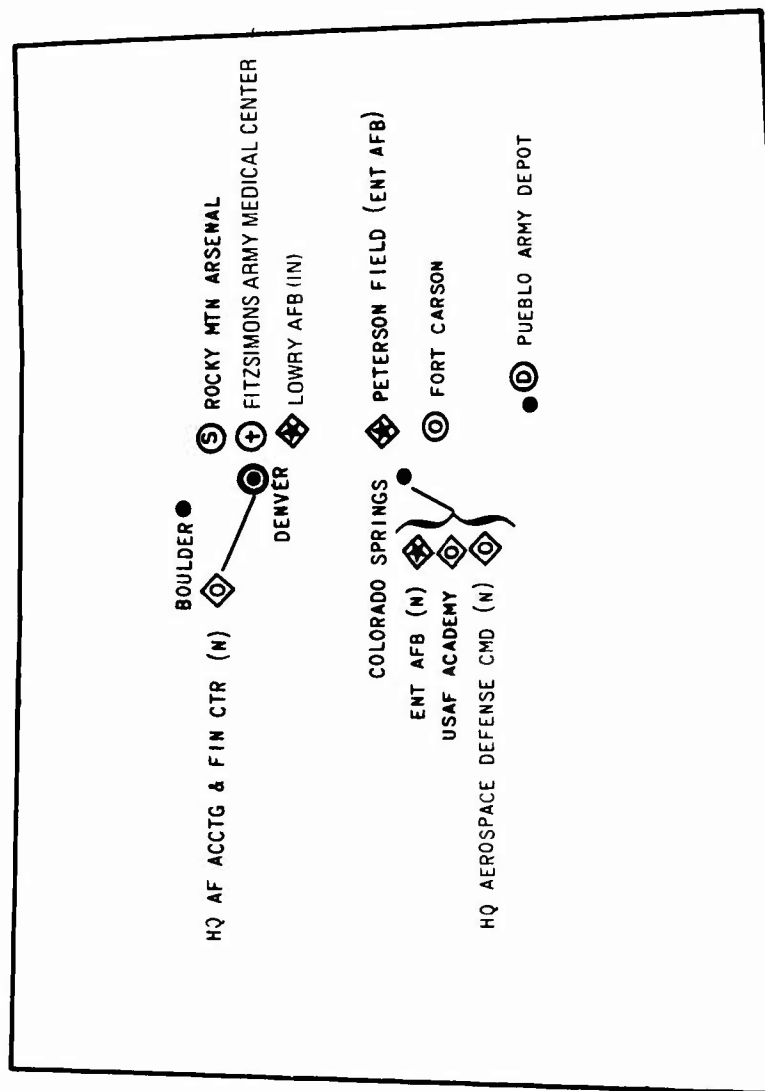 BOULDER
HQ AF ACCTG & FIN CTR (N)
S ROCKY MTN ARSENAL
FITZSIMONS ARMY MEDICAL CENTER
DENVER
LOWRY AFB (IN)
COLORADO SPRINGS
PETERSON FIELD (ENT AFB)
ENT AFB (N)
O FORT CARSON
O USAF ACADEMY
O HQ AEROSPACE DEFENSE CMD (N)
D PUEBLO ARMY DEPOT